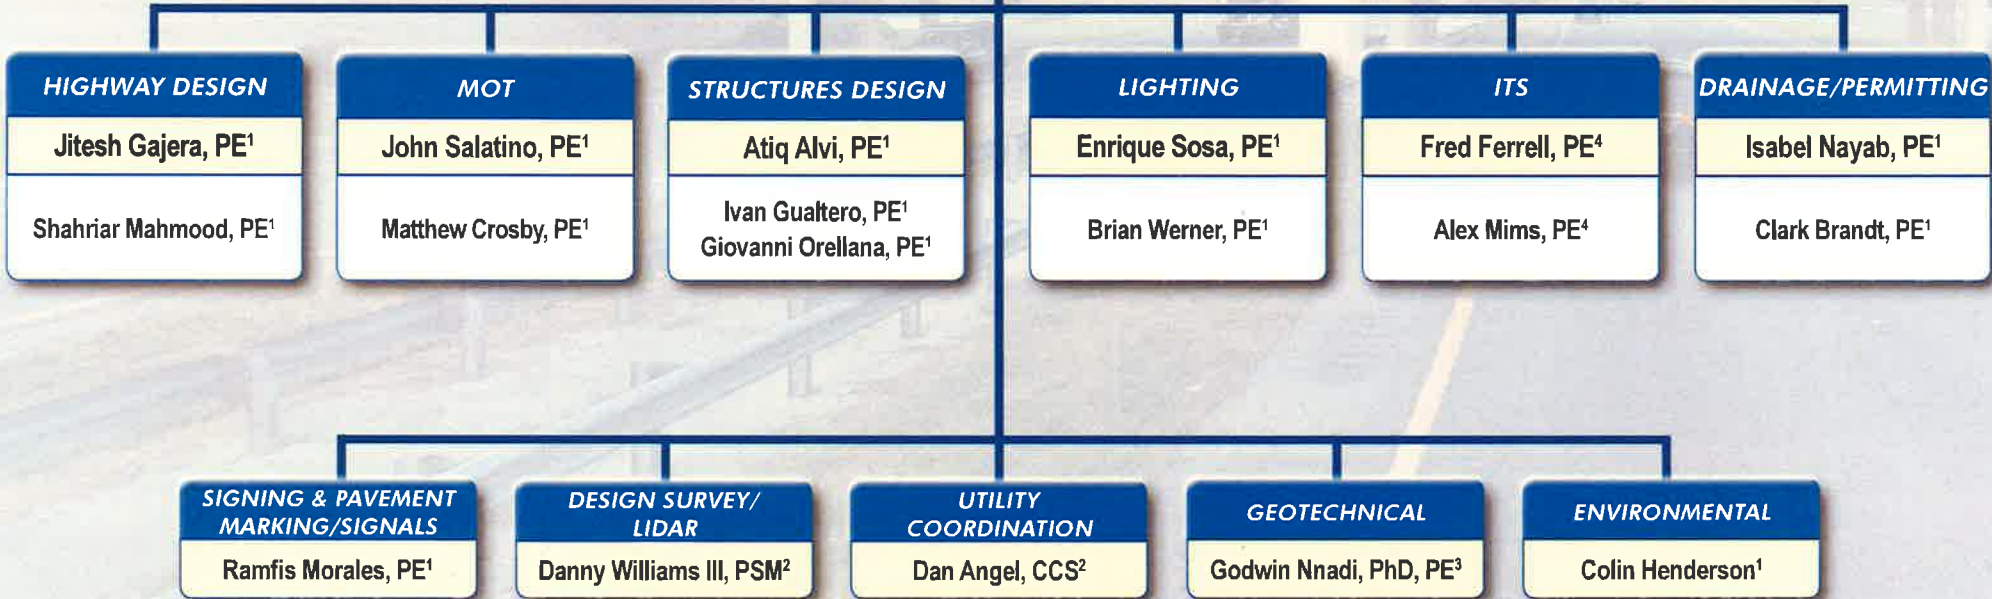 HIGHWAY DESIGN
Jitesh Gajera, PE¹
Shahriar Mahmood, PE¹
MOT
John Salatino, PE¹
Matthew Crosby, PE¹
STRUCTURES DESIGN
Atiq Alvi, PE¹
Ivan Gualtero, PE¹
Giovanni Orellana, PE¹
LIGHTING
Enrique Sosa, PE¹
Brian Werner, PE¹
ITS
Fred Ferrell, PE⁴
Alex Mims, PE⁴
DRAINAGE/PERMITTING
Isabel Nayab, PE¹
Clark Brandt, PE¹
SIGNING & PAVEMENT
MARKING/SIGNALS
Ramfis Morales, PE¹
DESIGN SURVEY/
LIDAR
Danny Williams III, PSM²
UTILITY
COORDINATION
Dan Angel, CCS²
GEOTECHNICAL
Godwin Nnadi, PhD, PE³
ENVIRONMENTAL
Colin Henderson¹